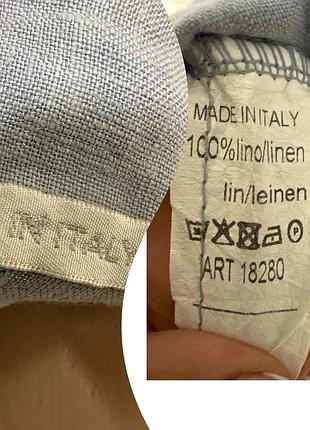 IN ITALY
MADE IN ITALY
100%lino/linen
lin/leinen
ART 18280